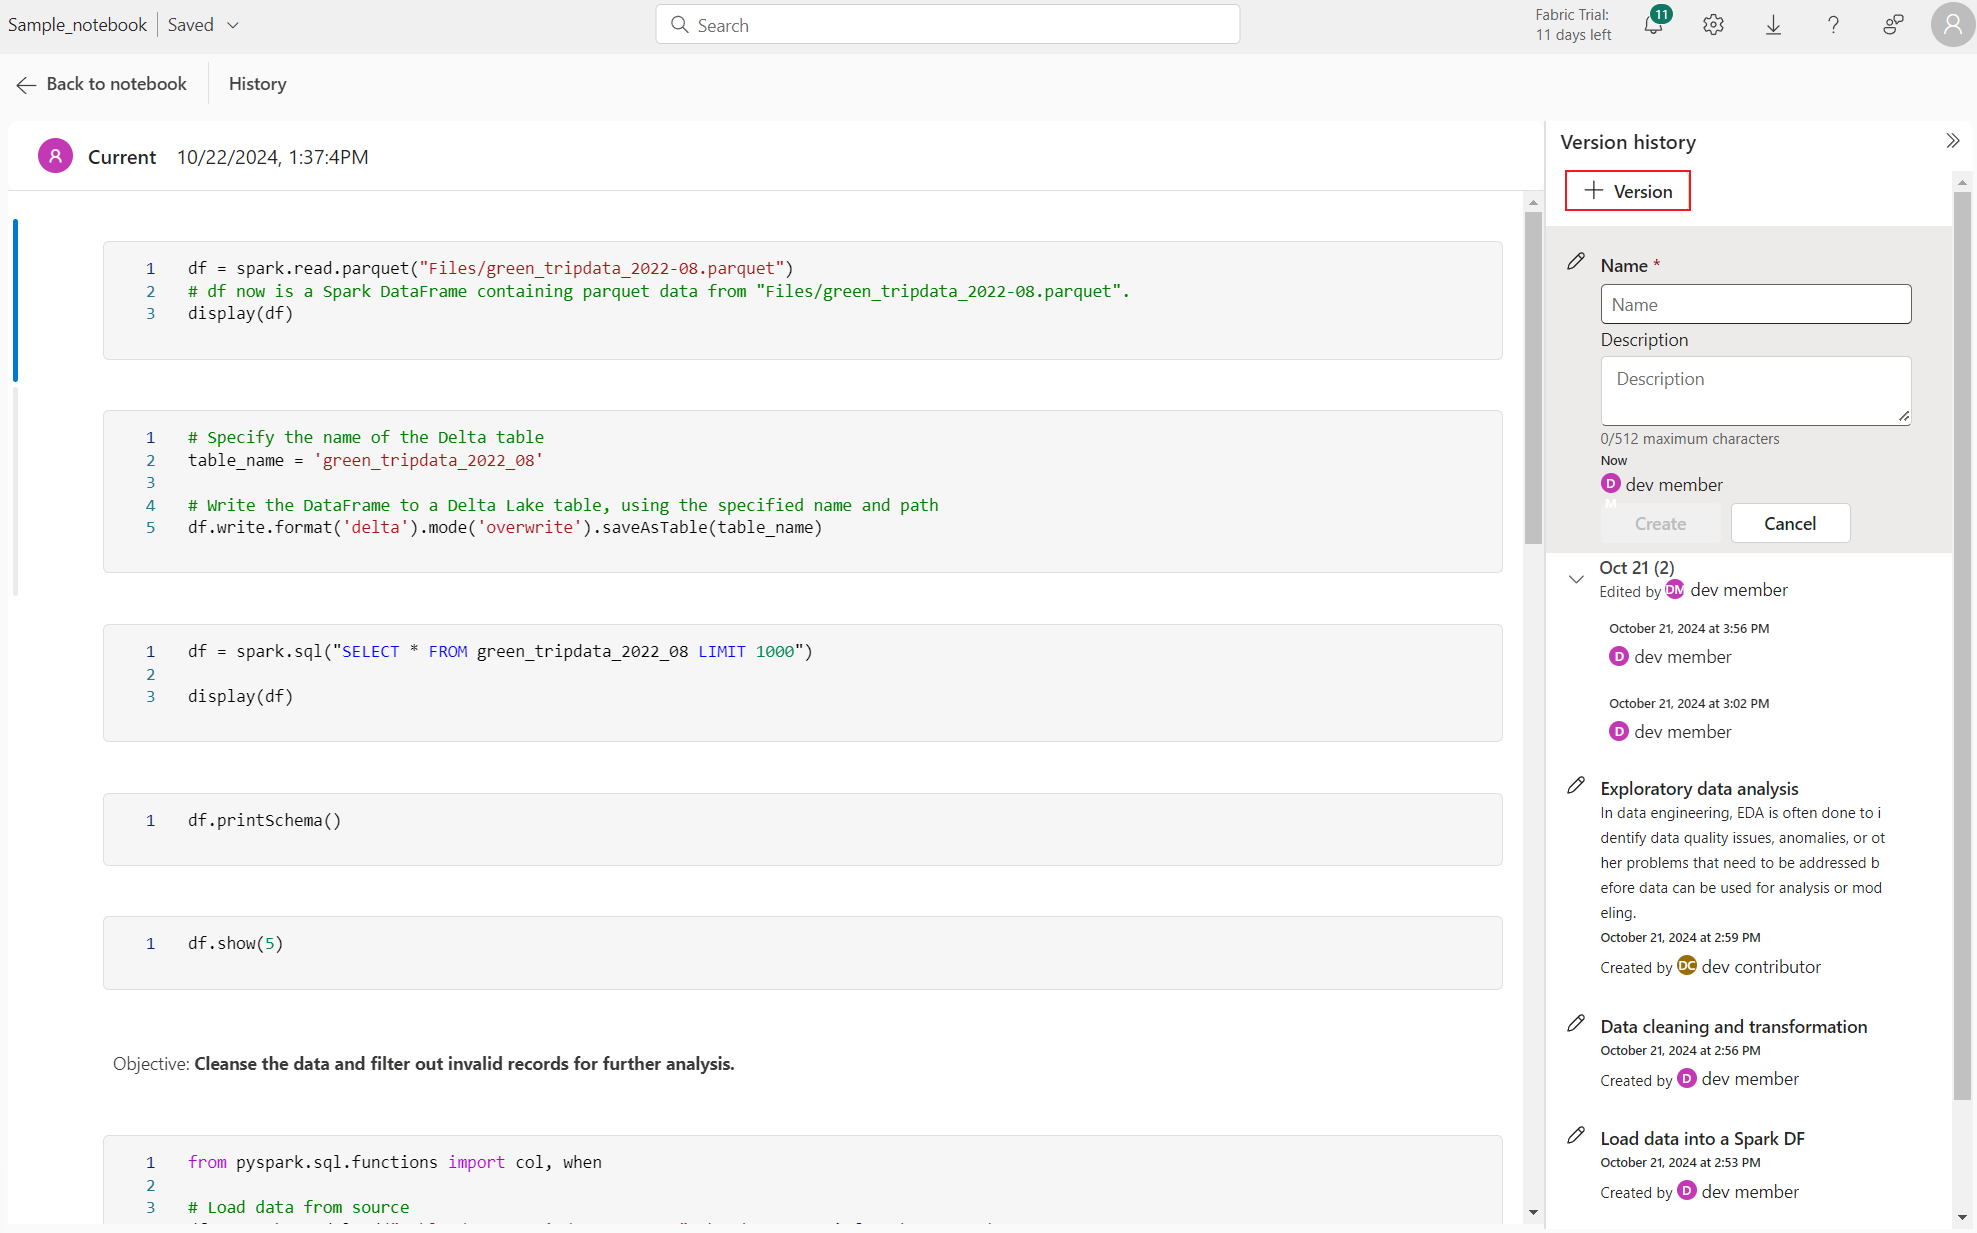 Sample_notebook
Saved
Search
Fabric Trial:
11 days left
11
Back to notebook
History
Current 10/22/2024, 1:37:4PM
1 df = spark.read.parquet("Files/green_tripdata_2022-08.parquet")
2 # df now is a Spark DataFrame containing parquet data from "Files/green_tripdata_2022-08.parquet".
3 display(df)
1 # Specify the name of the Delta table
2 table_name = 'green_tripdata_2022_08'
3
4 # Write the DataFrame to a Delta Lake table, using the specified name and path
5 df.write.format('delta').mode('overwrite').saveAsTable(table_name)
1 df = spark.sql("SELECT * FROM green_tripdata_2022_08 LIMIT 1000")
2
3 display(df)
1 df.printSchema()
1 df.show(5)
Objective: Cleanse the data and filter out invalid records for further analysis.
1 from pyspark.sql.functions import col, when
2
3 # Load data from source
Version history
+ Version
Name *
Name
Description
Description
0/512 maximum characters
Now
D dev member
M
Create Cancel
Oct 21 (2)
Edited by DM dev member
October 21, 2024 at 3:56 PM
D dev member
October 21, 2024 at 3:02 PM
D dev member
Exploratory data analysis
In data engineering, EDA is often done to i
dentify data quality issues, anomalies, or ot
her problems that need to be addressed b
efore data can be used for analysis or mod
eling.
October 21, 2024 at 2:59 PM
Created by DC dev contributor
Data cleaning and transformation
October 21, 2024 at 2:56 PM
Created by D dev member
Load data into a Spark DF
October 21, 2024 at 2:53 PM
Created by D dev member